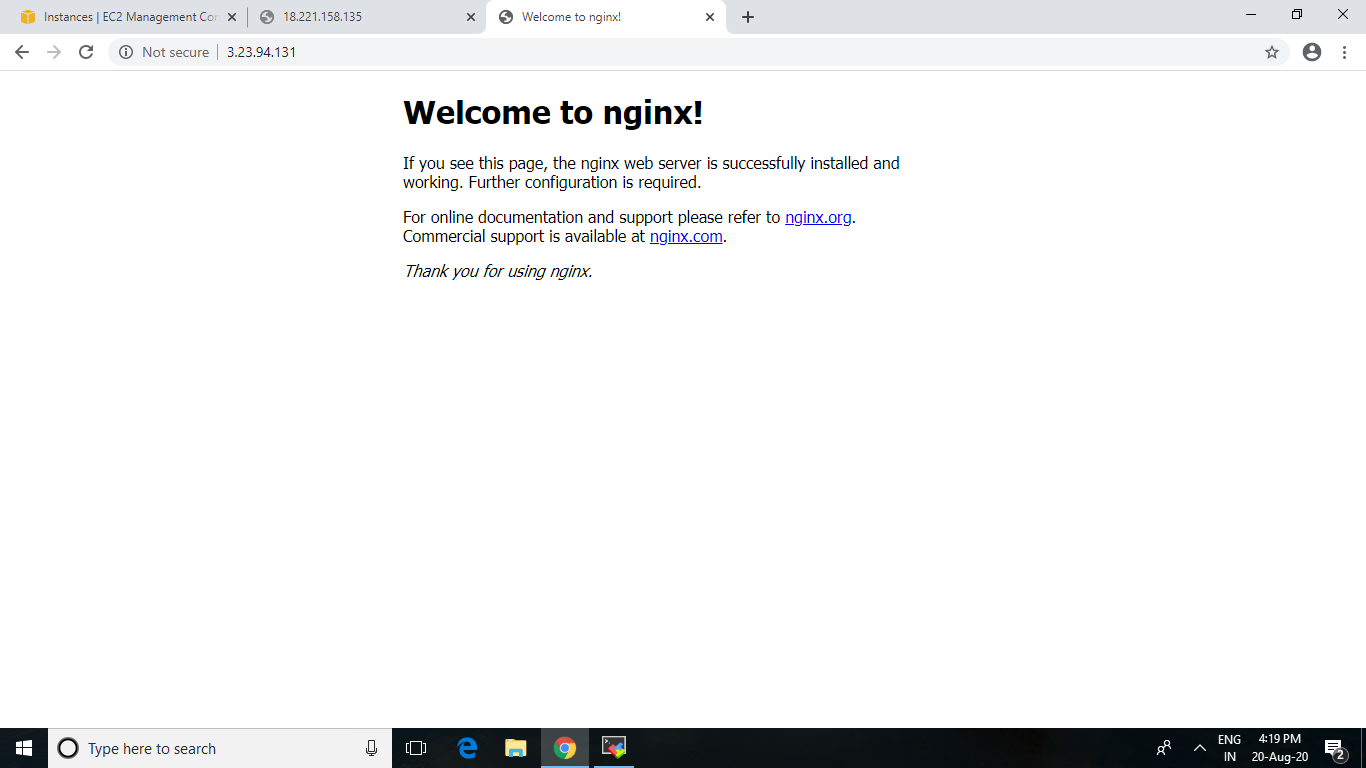 Instances | EC2 Management Con
18.221.158.135
Welcome to nginx!
Not secure
3.23.94.131
Welcome to nginx!
If you see this page, the nginx web server is successfully installed and
working. Further configuration is required.
For online documentation and support please refer to nginx.org.
Commercial support is available at nginx.com.
Thank you for using nginx.
Type here to search
ENG
IN
4:19 PM
20-Aug-20
2